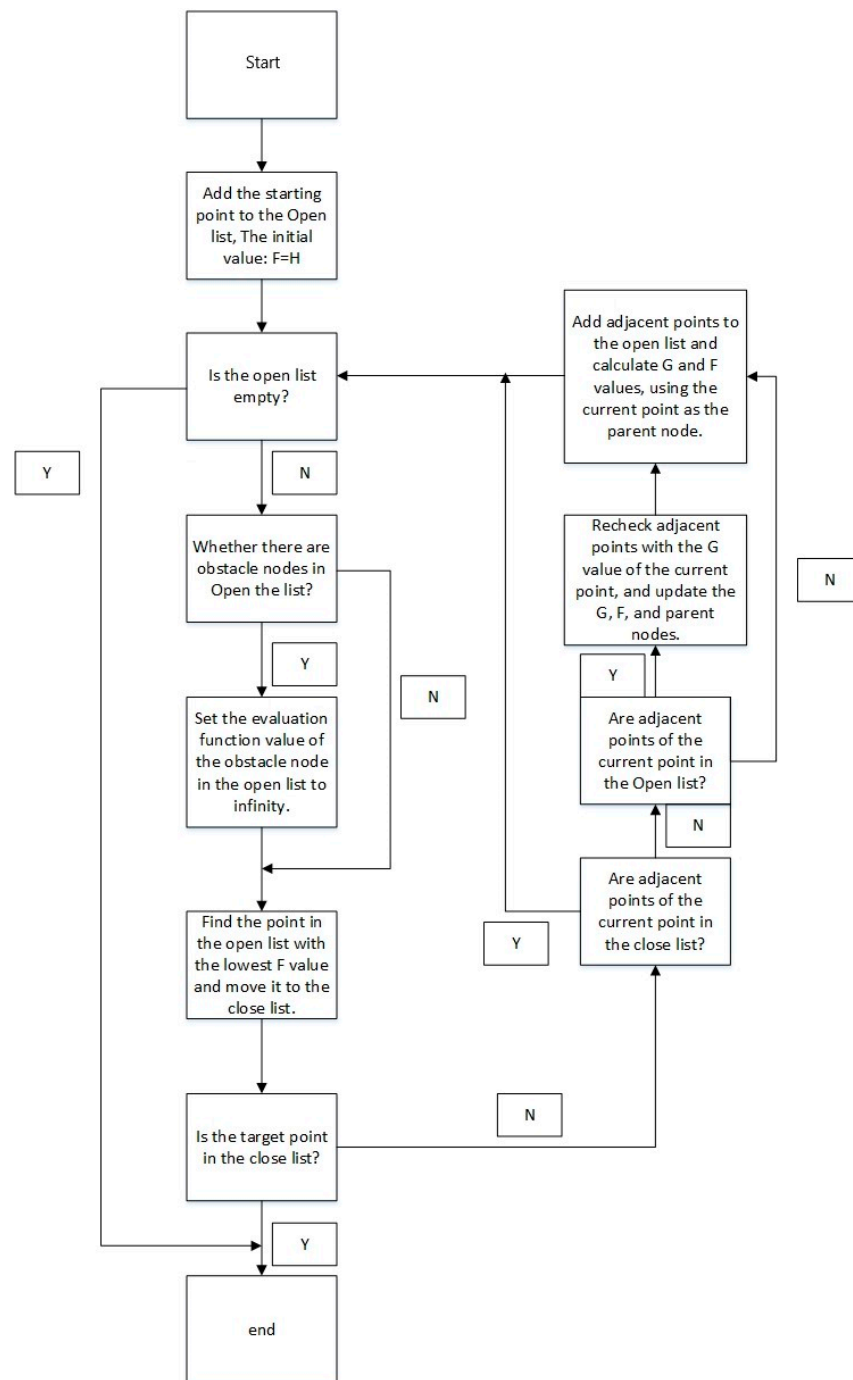 Start
Add the starting
point to the Open
list, The initial
value: F=H
Is the open list
empty?
Y
N
Whether there are
obstacle nodes in
Open the list?
Y
N
Set the evaluation
function value of
the obstacle node
in the open list to
infinity.
Find the point in
the open list with
the lowest F value
and move it to the
close list.
Is the target point
in the close list?
N
Y
end
Add adjacent points to
the open list and
calculate G and F
values, using the
current point as the
parent node.
Recheck adjacent
points with the G
value of the current
point, and update the
G, F, and parent
nodes.
N
Y
Are adjacent
points of the
current point in
the Open list?
N
Are adjacent
points of the
current point in
the close list?
Y